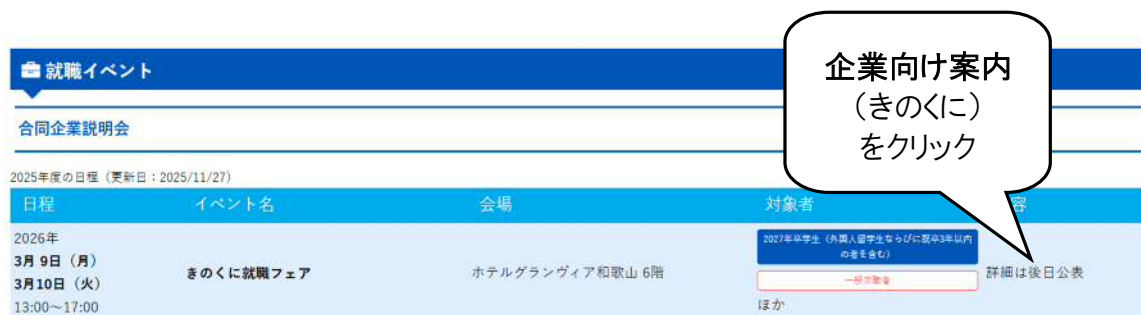 企業向け案内
（きのくに）
をクリック
就職イベント
合同企業説明会
2025年度の日程（更新日：2025/11/27）
日程 イベント名 会場 対象者 容
2026年
3月 9日（月）
3月10日（火）
13:00～17:00
きのくに就職フェア
ホテルグランヴィア和歌山 6階
2027年卒学生（外国人留学生ならびに既卒3年以内
の者を含む）
一般求職者
ほか
詳細は後日公表